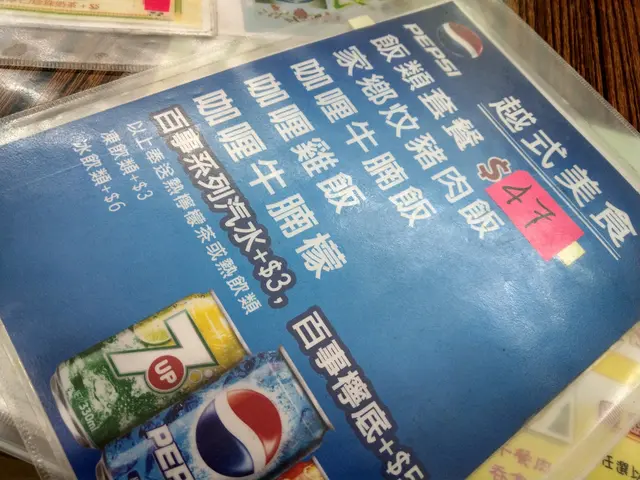 PEPSI
越式美食
飯類套餐 $47
家鄉炆豬肉飯
咖喱牛腩飯
咖喱雞飯
咖喱牛腩檬
百事系列汽水+$3,
百事檸底+$5
以上奉送熱檸檬茶或熱飲類
凍飲類+$3
冰飲類+$6
7UP
330ml
PEPSI